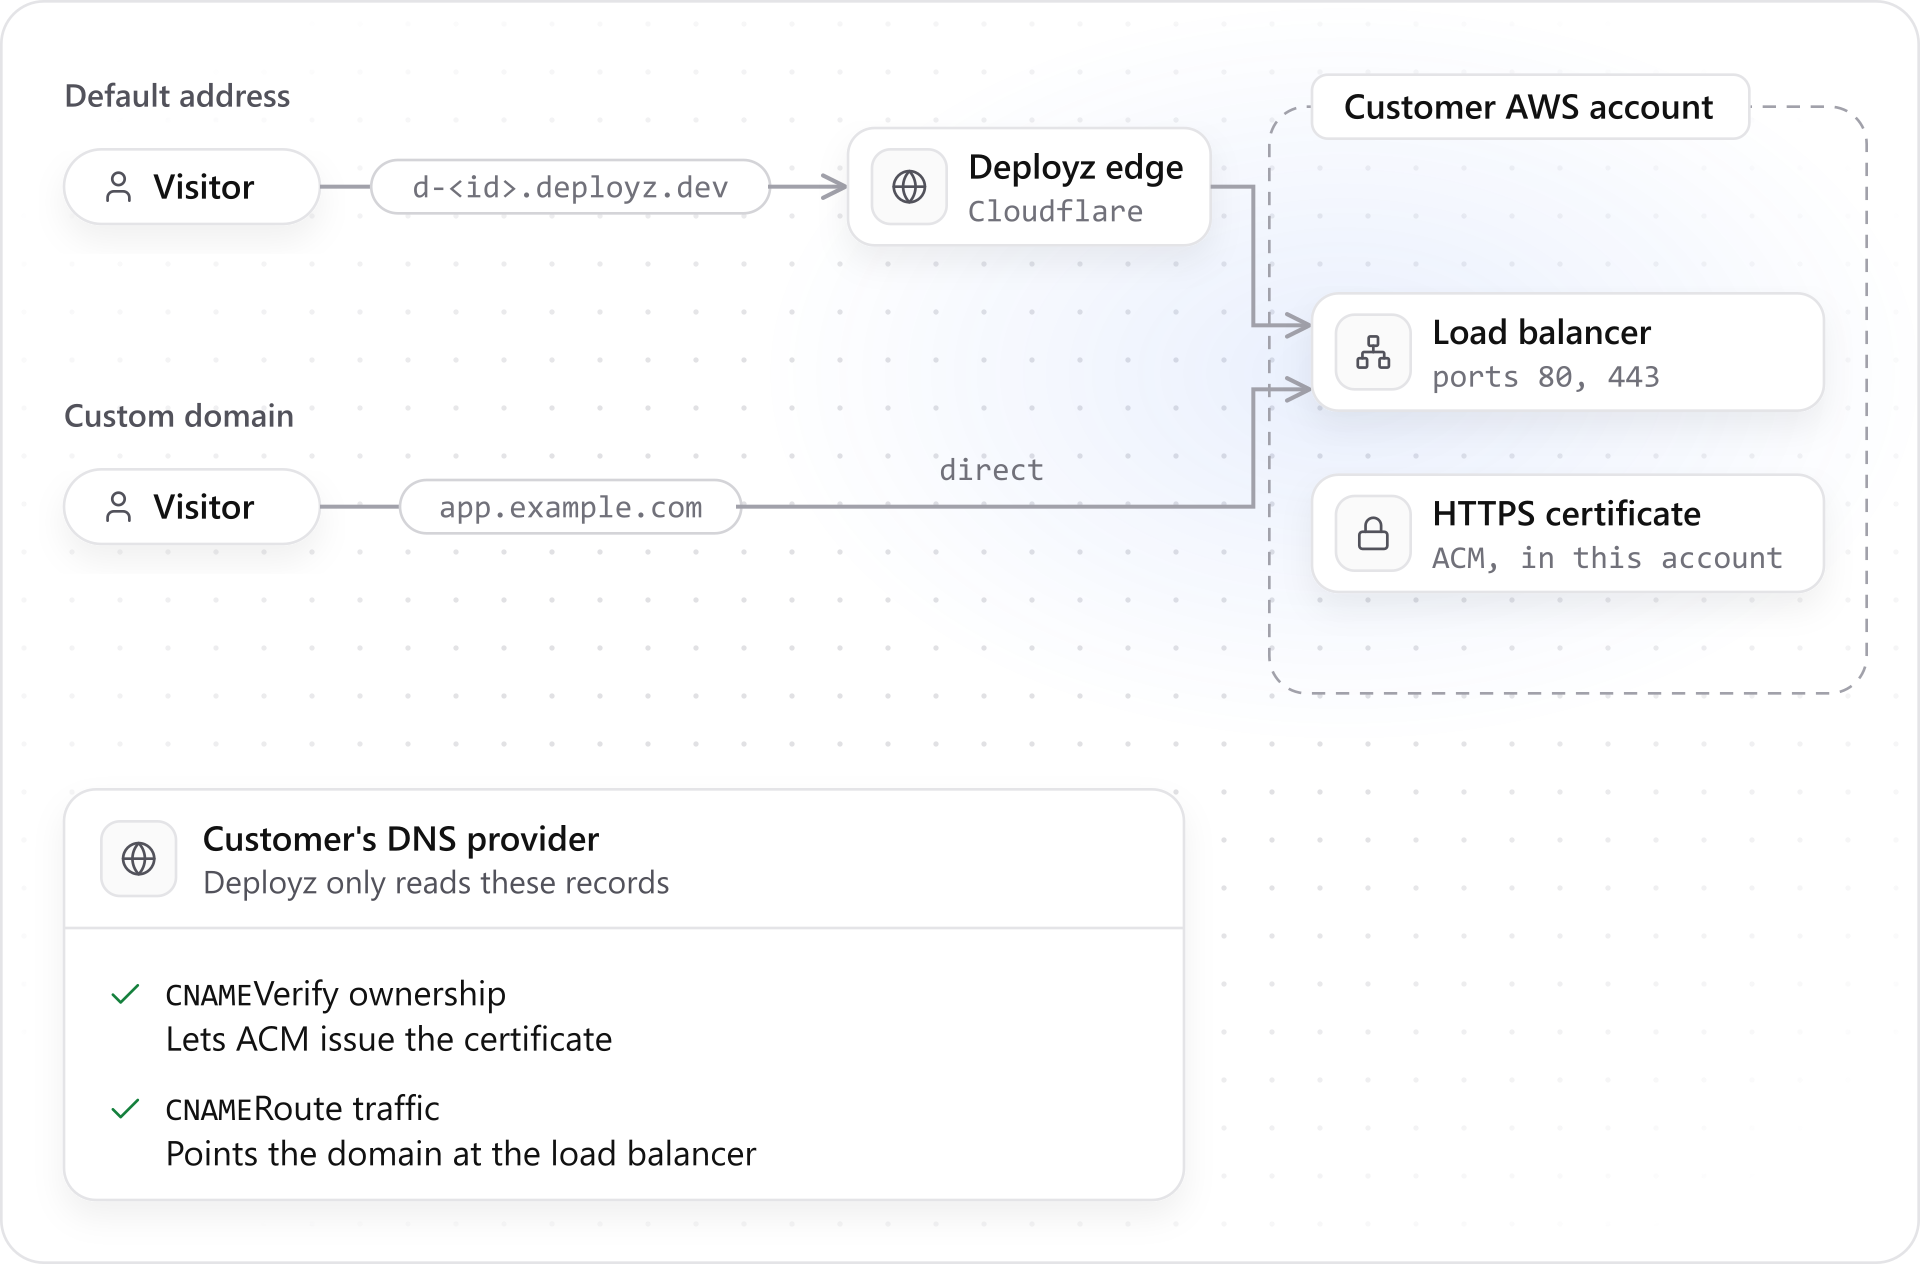 Default address
Visitor
d-<id>.deployz.dev
Deployz edge
Cloudflare
Customer AWS account
Load balancer
ports 80, 443
Custom domain
Visitor
app.example.com
direct
HTTPS certificate
ACM, in this account
Customer's DNS provider
Deployz only reads these records
CNAMEVerify ownership
Lets ACM issue the certificate
CNAMERoute traffic
Points the domain at the load balancer